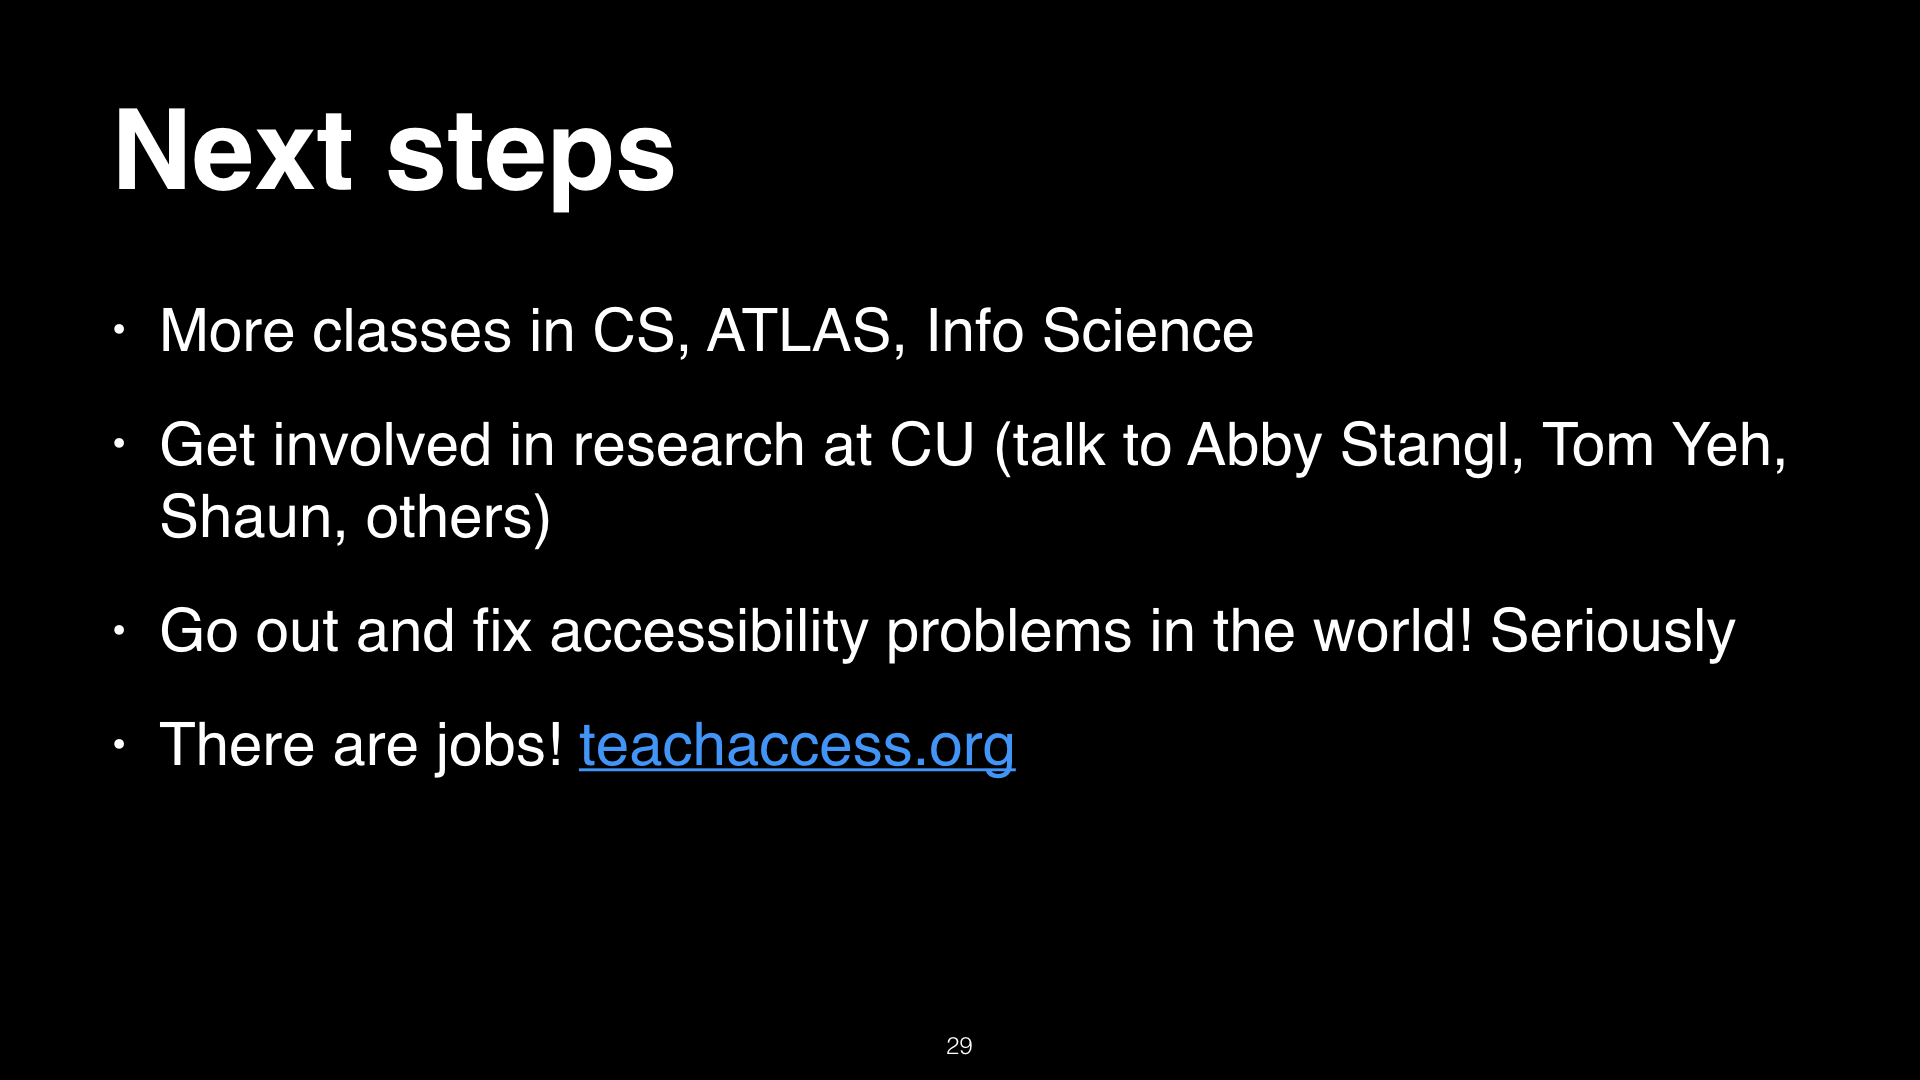 Next steps
• More classes in CS, ATLAS, Info Science
• Get involved in research at CU (talk to Abby Stangl, Tom Yeh,
Shaun, others)
• Go out and fix accessibility problems in the world! Seriously
• There are jobs! teachaccess.org
29